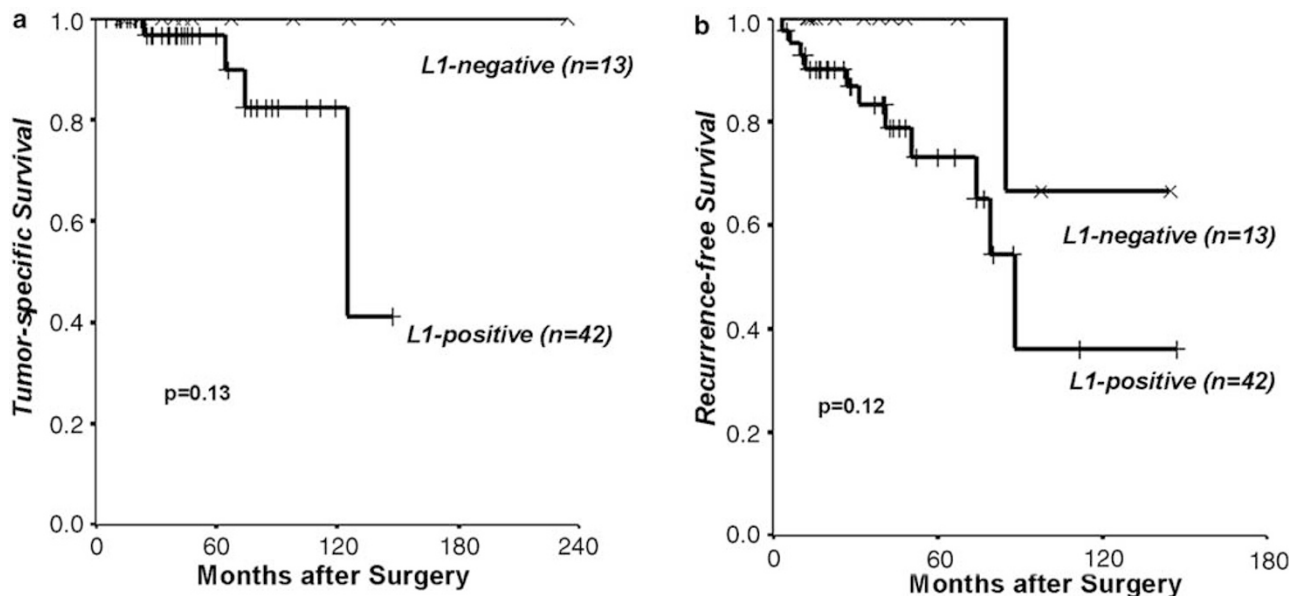 a
1.0
0.8
0.6
0.4
0.2
0.0
Tumor-specific Survival
L1-negative (n=13)
L1-positive (n=42)
p=0.13
0 60 120 180 240
Months after Surgery
b
1.0
0.8
0.6
0.4
0.2
0.0
Recurrence-free Survival
L1-negative (n=13)
L1-positive (n=42)
p=0.12
0 60 120 180
Months after Surgery